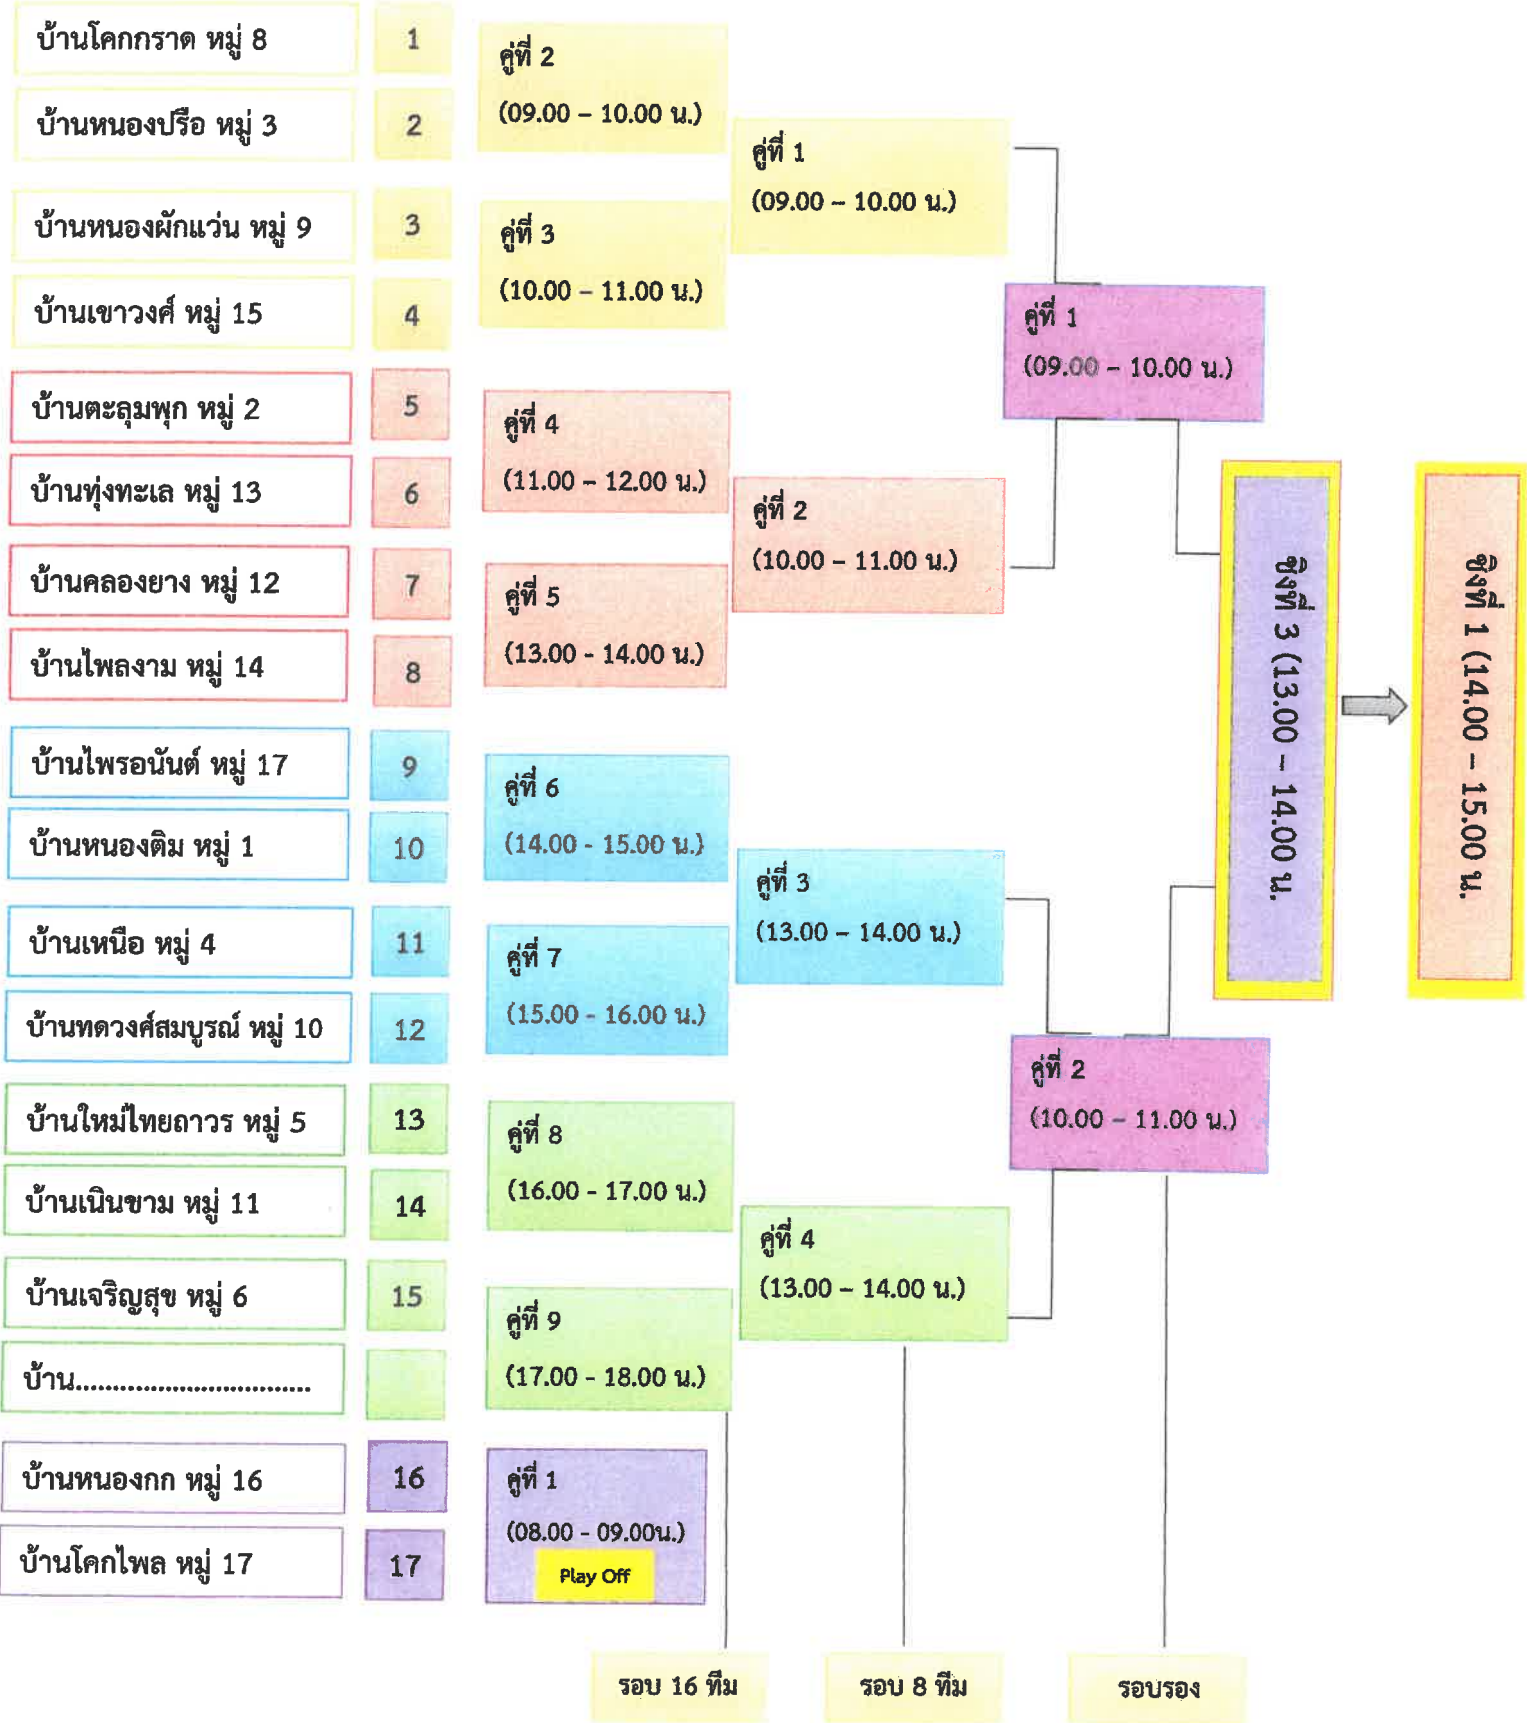 บ้านโคกกราด หมู่ 8
1
บ้านหนองปรือ หมู่ 3
2
คู่ที่ 2
(09.00 – 10.00 น.)
บ้านหนองผักแว่น หมู่ 9
3
บ้านเขาวงศ์ หมู่ 15
4
คู่ที่ 3
(10.00 – 11.00 น.)
คู่ที่ 1
(09.00 – 10.00 น.)
บ้านตะลุมพุก หมู่ 2
5
บ้านทุ่งทะเล หมู่ 13
6
คู่ที่ 4
(11.00 – 12.00 น.)
บ้านคลองยาง หมู่ 12
7
บ้านไพลงาม หมู่ 14
8
คู่ที่ 5
(13.00 - 14.00 น.)
คู่ที่ 2
(10.00 – 11.00 น.)
คู่ที่ 1
(09.00 – 10.00 น.)
บ้านไพรอนันต์ หมู่ 17
9
บ้านหนองติม หมู่ 1
10
คู่ที่ 6
(14.00 - 15.00 น.)
บ้านเหนือ หมู่ 4
11
บ้านทดวงศ์สมบูรณ์ หมู่ 10
12
คู่ที่ 7
(15.00 - 16.00 น.)
คู่ที่ 3
(13.00 – 14.00 น.)
บ้านใหม่ไทยถาวร หมู่ 5
13
บ้านเนินขาม หมู่ 11
14
คู่ที่ 8
(16.00 - 17.00 น.)
บ้านเจริญสุข หมู่ 6
15
บ้าน...............................
คู่ที่ 9
(17.00 - 18.00 น.)
คู่ที่ 4
(13.00 – 14.00 น.)
คู่ที่ 2
(10.00 – 11.00 น.)
ชิงที่ 3 (13.00 – 14.00 น.
ชิงที่ 1 (14.00 – 15.00 น.
บ้านหนองกก หมู่ 16
16
บ้านโคกไพล หมู่ 17
17
คู่ที่ 1
(08.00 - 09.00น.)
Play Off
รอบ 16 ทีม
รอบ 8 ทีม
รอบรอง